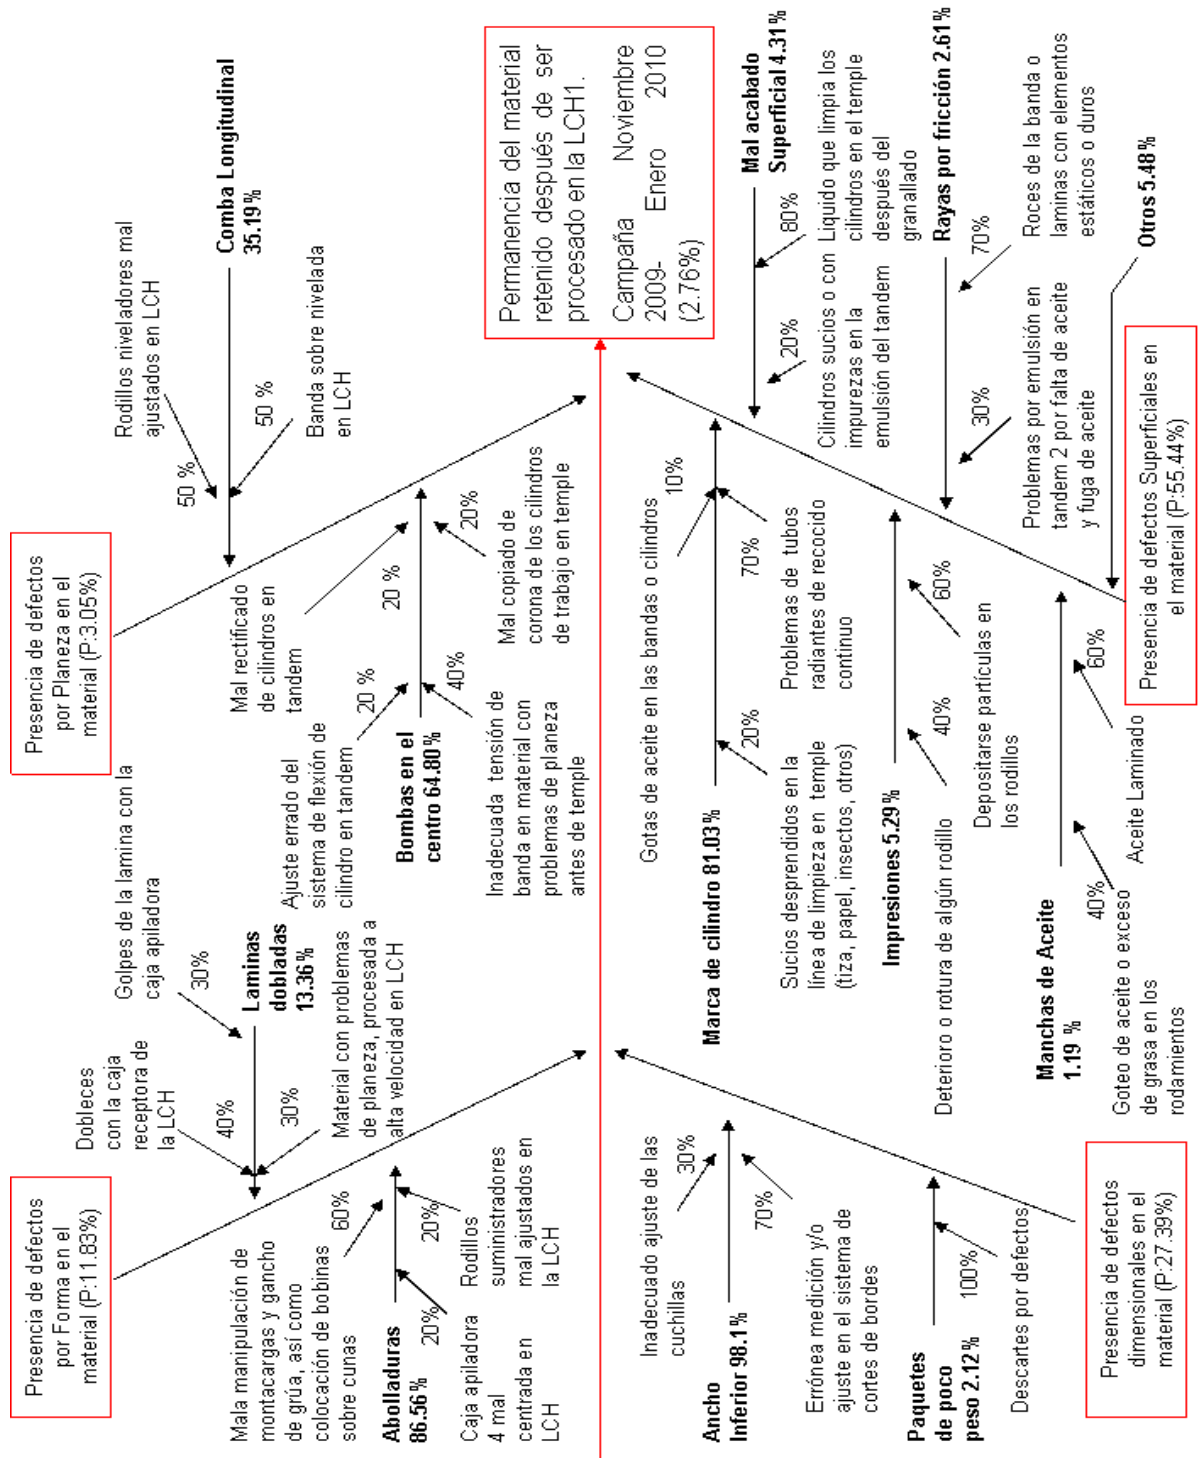 Presencia de defectos
por Forma en el
material (P:11.83%)
Dobleces
con la caja
receptora de
la LCH
40%
Golpes de la lamina con la
caja apiladora
30%
Laminas
dobladas
13.36%
30%
Material con problemas
de planeza, procesada a
alta velocidad en LCH
Mala manipulación de
montacargas y gancho
de grúa, así como
colocación de bobinas
sobre cunas
60%
Abolladuras
86.56%
20%
20%
Caja apiladora
4 mal
centrada en
LCH
Rodillos
suministradores
mal ajustados en
la LCH
Presencia de defectos
por Planeza en el
material (P:3.05%)
Rodillos niveladores mal
ajustados en LCH
50 %
Comba Longitudinal
35.19%
50 %
Banda sobre nivelada
en LCH
Mal rectificado
de cilindros en
tandem
20 %
Ajuste errado del
sistema de flexión de
cilindro en tandem
20 %
Bombas en el
centro 64.80%
40%
20%
Inadecuada tensión de
banda en material con
problemas de planeza
antes de temple
Mal copiado de
corona de los cilindros
de trabajo en temple
Permanencia del material
retenido después de ser
procesado en la LCH1.
Campaña Noviembre
2009- Enero 2010
(2.76%)
Inadecuado ajuste de las
cuchillas
30%
Ancho
Inferior 98.1%
70%
Errónea medición y/o
ajuste en el sistema de
cortes de bordes
Paquetes
de poco
peso 2.12%
100%
Descartes por defectos
Presencia de defectos
dimensionales en el
material (P:27.39%)
Gotas de aceite en las bandas o cilindros
10%
Marca de cilindro 81.03%
20%
70%
Sucios desprendidos en la
línea de limpieza en temple
(tiza, papel, insectos, otros)
Problemas de tubos
radiantes de recocido
continuo
Impresiones 5.29%
40%
60%
Deterioro o rotura de algún rodillo
Depositarse partículas en
los rodillos
Manchas de Aceite
1.19 %
40%
60%
Goteo de aceite o exceso
de grasa en los
rodamientos
Aceite Laminado
Mal acabado
Superficial 4.31%
20%
80%
Cilindros sucios o con
impurezas en la
emulsión del tandem
Liquido que limpia los
cilindros en el temple
después del
granallado
Rayas por fricción 2.61%
30%
70%
Problemas por emulsión en
tandem 2 por falta de aceite
y fuga de aceite
Roces de la banda o
laminas con elementos
estáticos o duros
Otros 5.48%
Presencia de defectos Superficiales en
el material (P:55.44%)